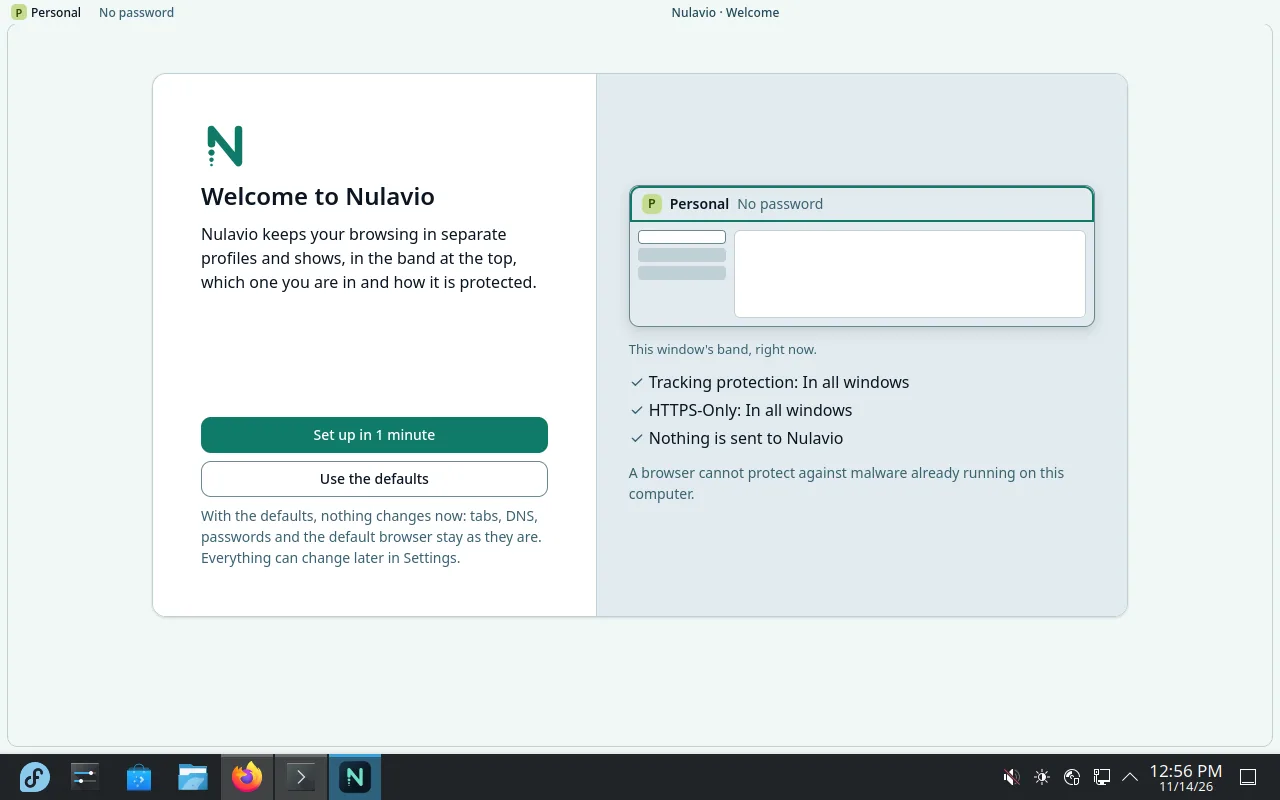 P Personal No password Nulavio · Welcome
N
Welcome to Nulavio
Nulavio keeps your browsing in separate
profiles and shows, in the band at the top,
which one you are in and how it is protected.
Set up in 1 minute
Use the defaults
With the defaults, nothing changes now: tabs, DNS,
passwords and the default browser stay as they are.
Everything can change later in Settings.
P Personal No password
This window's band, right now.
Tracking protection: In all windows
HTTPS-Only: In all windows
Nothing is sent to Nulavio
A browser cannot protect against malware already running on this
computer.
N
12:56 PM
11/14/26